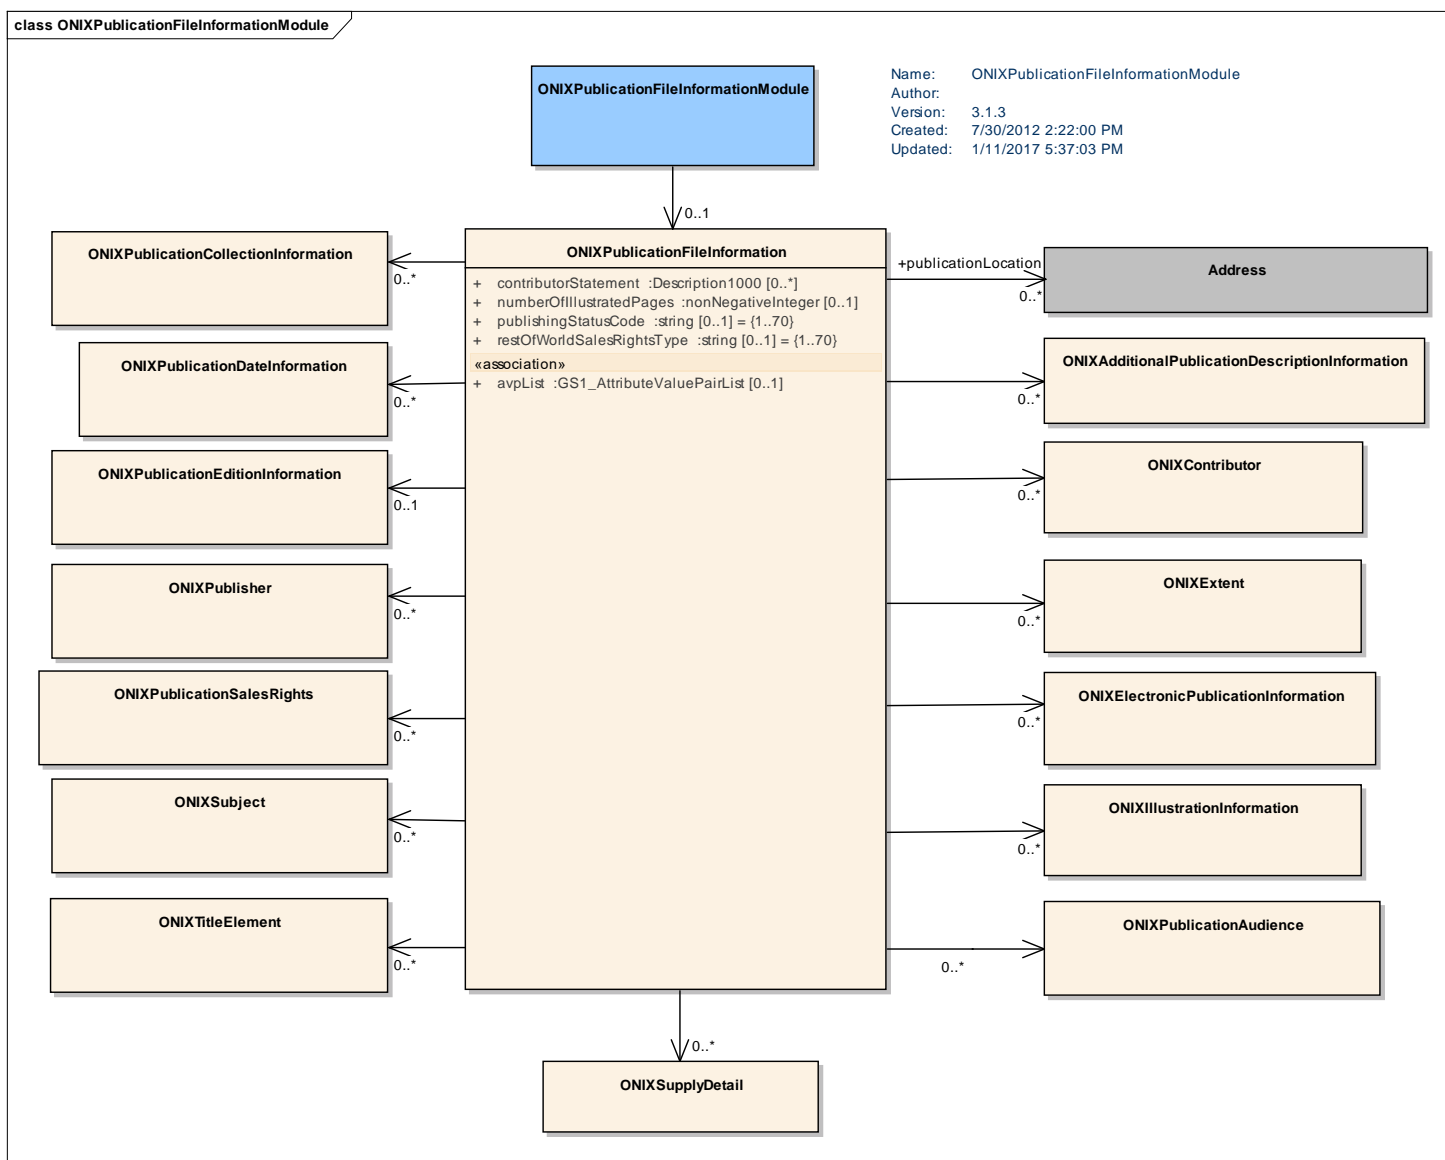 class ONIXPublicationFileInformationModule
ONIXPublicationFileInformationModule
Name: ONIXPublicationFileInformationModule
Author:
Version: 3.1.3
Created: 7/30/2012 2:22:00 PM
Updated: 1/11/2017 5:37:03 PM
0..1
ONIXPublicationFileInformation
+ contributorStatement :Description1000 [0..*]
+ numberOfIllustratedPages :nonNegativeInteger [0..1]
+ publishingStatusCode :string [0..1] = {1..70}
+ restOfWorldSalesRightsType :string [0..1] = {1..70}
«association»
+ avpList :GS1_AttributeValuePairList [0..1]
ONIXPublicationCollectionInformation
0..*
ONIXPublicationDateInformation
0..*
ONIXPublicationEditionInformation
0..1
ONIXPublisher
0..*
ONIXPublicationSalesRights
0..*
ONIXSubject
0..*
ONIXTitleElement
0..*
+publicationLocation
0..*
Address
ONIXAdditionalPublicationDescriptionInformation
0..*
ONIXContributor
0..*
ONIXExtent
0..*
ONIXElectronicPublicationInformation
0..*
ONIXIllustrationInformation
0..*
ONIXPublicationAudience
0..*
0..*
ONIXSupplyDetail